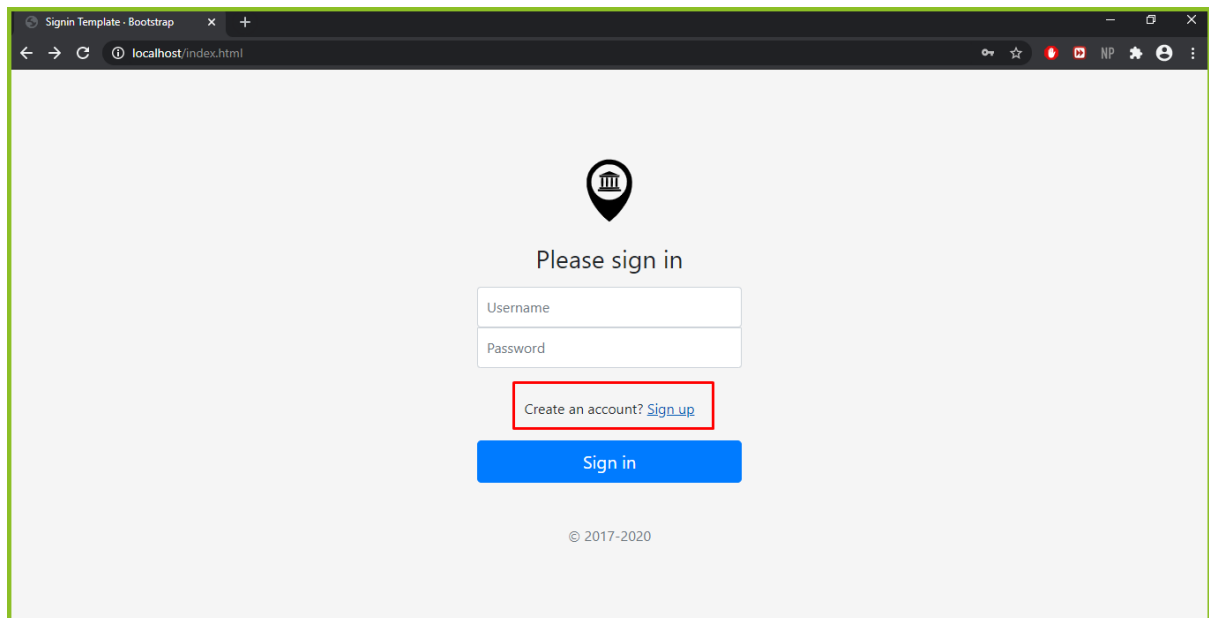 Signin Template · Bootstrap
localhost/index.html
NP
Please sign in
Username
Password
Create an account? Sign up
Sign in
© 2017-2020